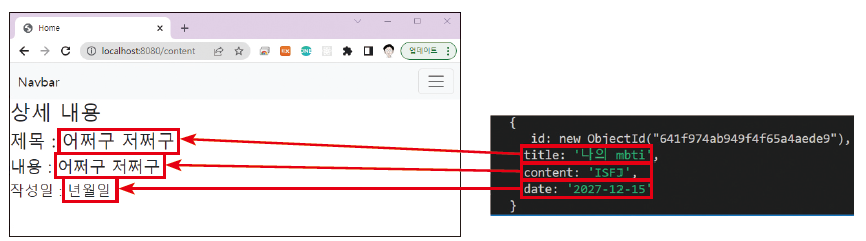 Home
localhost:8080/content
업데이트
Navbar
상세 내용
제목 : 어쩌구 저쩌구
내용 : 어쩌구 저쩌구
작성일 : 년월일
{
_id: new ObjectId("641f974ab949f4f65a4aede9"),
title: '나의 mbti',
content: 'ISFJ',
date: '2027-12-15'
}